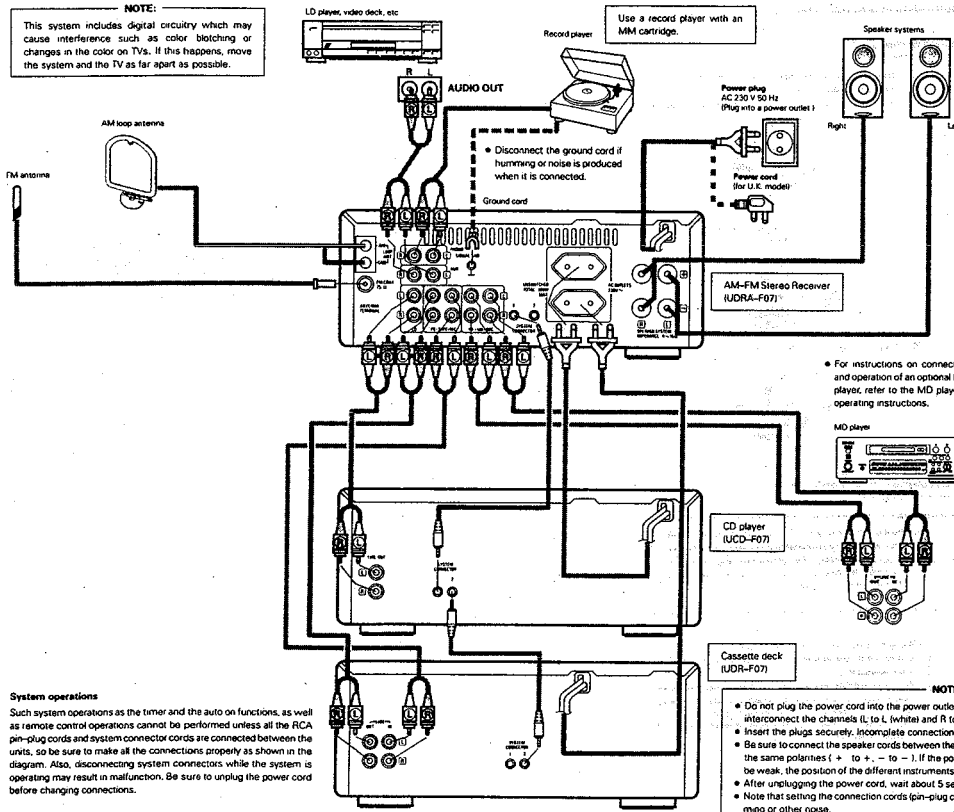 NOTE:
This system includes digital circuitry which may
cause interference such as color blotching or
changes in the color on TVs. If this happens, move
the system and the TV as far apart as possible.
LD player, video deck, etc
R L
AUDIO OUT
Record player
Use a record player with an
MM cartridge.
Speaker systems
Right
Power plug
AC 230 V 50 Hz
(Plug into a power outlet)
Power cord
(for U.K. model)
AM loop antenna
FM antenna
• Disconnect the ground cord if
humming or noise is produced
when it is connected.
Ground cord
AM–FM Stereo Receiver
(UDRA–F07)
• For instructions on connec
and operation of an optional
player, refer to the MD playe
operating instructions.
MD player
CD player
(UCD–F07)
LINE OUT
SYSTEM
CONNECTOR
Cassette deck
(UDR–F07)
SYSTEM
CONNECTOR
1 2
System operations
Such system operations as the timer and the auto on functions, as well
as remote control operations cannot be performed unless all the RCA
pin–plug cords and system connector cords are connected between the
units, so be sure to make all the connections properly as shown in the
diagram. Also, disconnecting system connectors while the system is
operating may result in malfunction. Be sure to unplug the power cord
before changing connections.
NOT
• Do not plug the power cord into the power outle
interconnect the channels (L to L (white) and R to
• Insert the plugs securely. Incomplete connection
• Be sure to connect the speaker cords between the
the same polarities ( + to +, – to – ). If the po
be weak, the position of the different instruments
• After unplugging the power cord, wait about 5 se
• Note that setting the connection cords (pin–plug c
ming or other noise.